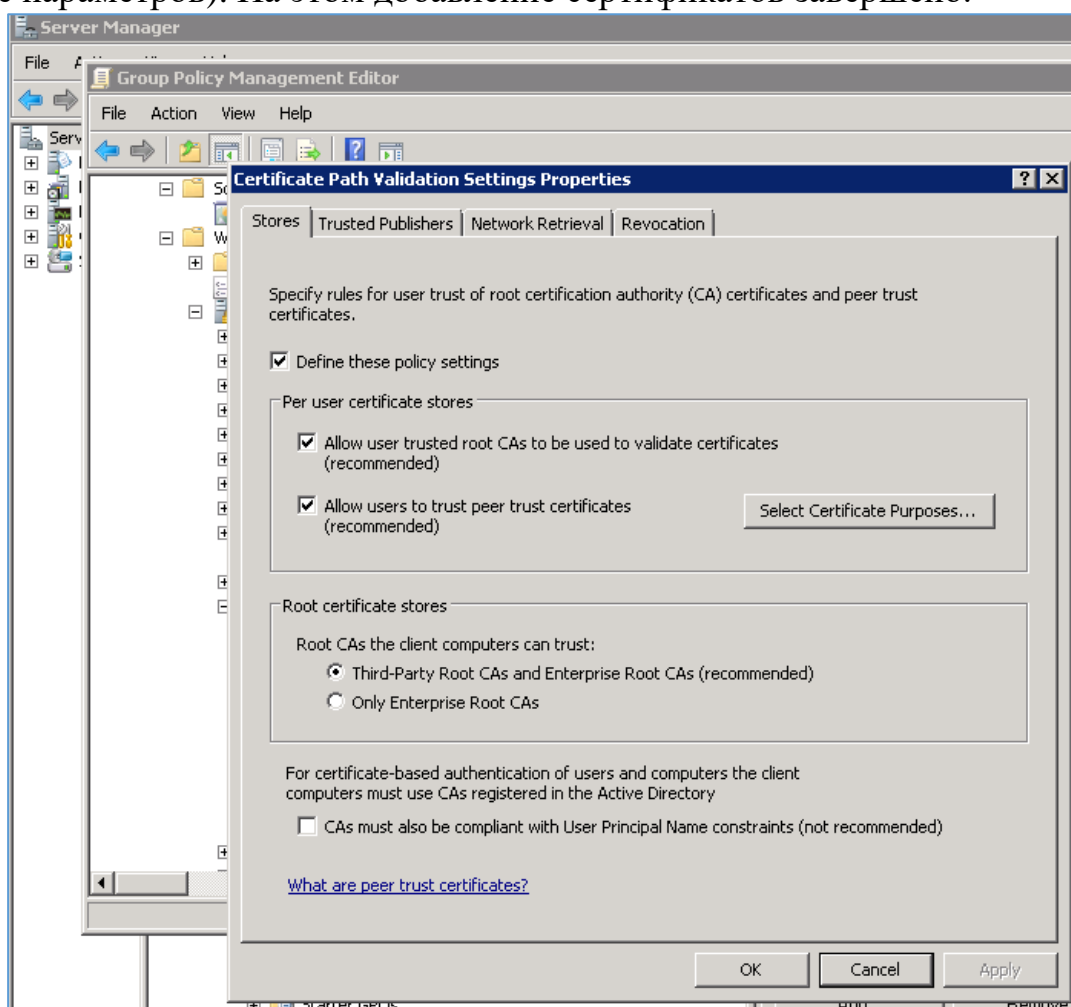 параметров). На этом добавление сертификатов завершено.
Server Manager
File
Group Policy Management Editor
File Action View Help
Certificate Path Validation Settings Properties
Stores Trusted Publishers Network Retrieval Revocation
Specify rules for user trust of root certification authority (CA) certificates and peer trust
certificates.
Define these policy settings
Per user certificate stores
Allow user trusted root CAs to be used to validate certificates
(recommended)
Allow users to trust peer trust certificates
(recommended)
Select Certificate Purposes...
Root certificate stores
Root CAs the client computers can trust:
Third-Party Root CAs and Enterprise Root CAs (recommended)
Only Enterprise Root CAs
For certificate-based authentication of users and computers the client
computers must use CAs registered in the Active Directory
CAs must also be compliant with User Principal Name constraints (not recommended)
What are peer trust certificates?
OK Cancel Apply